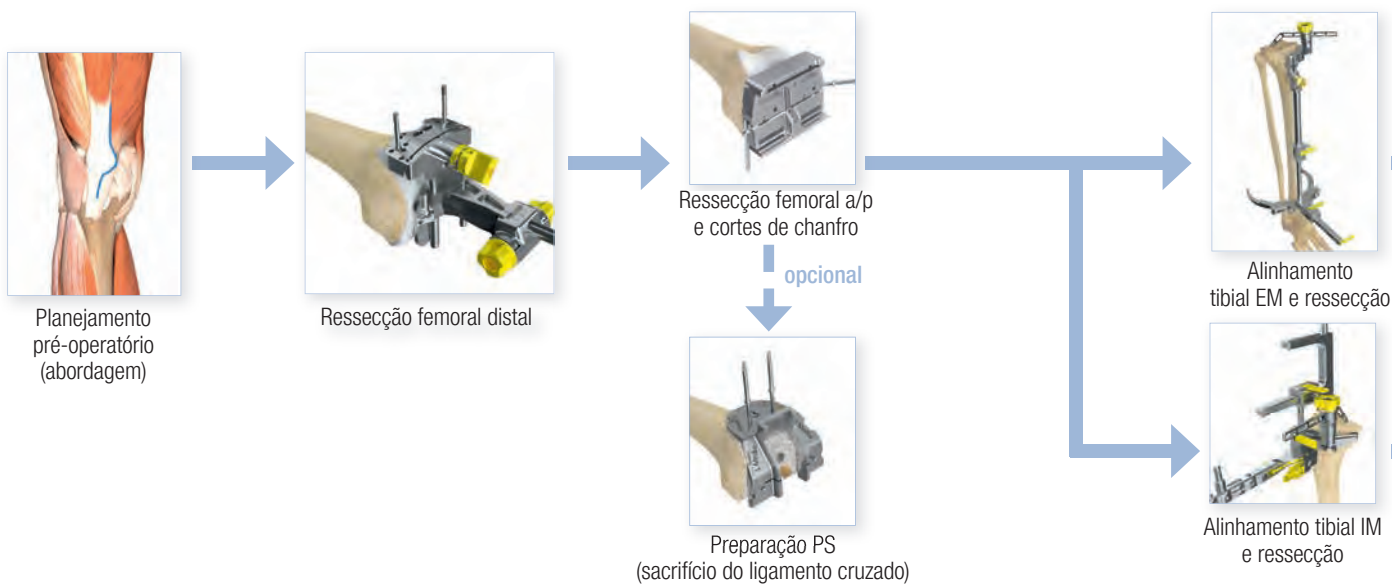 Planejamento
pré-operatório
(abordagem)
Ressecção femoral distal
Ressecção femoral a/p
e cortes de chanfro
opcional
Preparação PS
(sacrifício do ligamento cruzado)
Alinhamento
tibial EM e ressecção
Alinhamento tibial IM
e ressecção